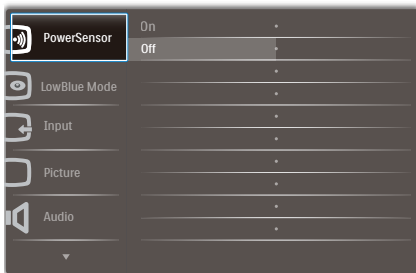 PowerSensor
On
Off
LowBlue Mode
Input
Picture
Audio